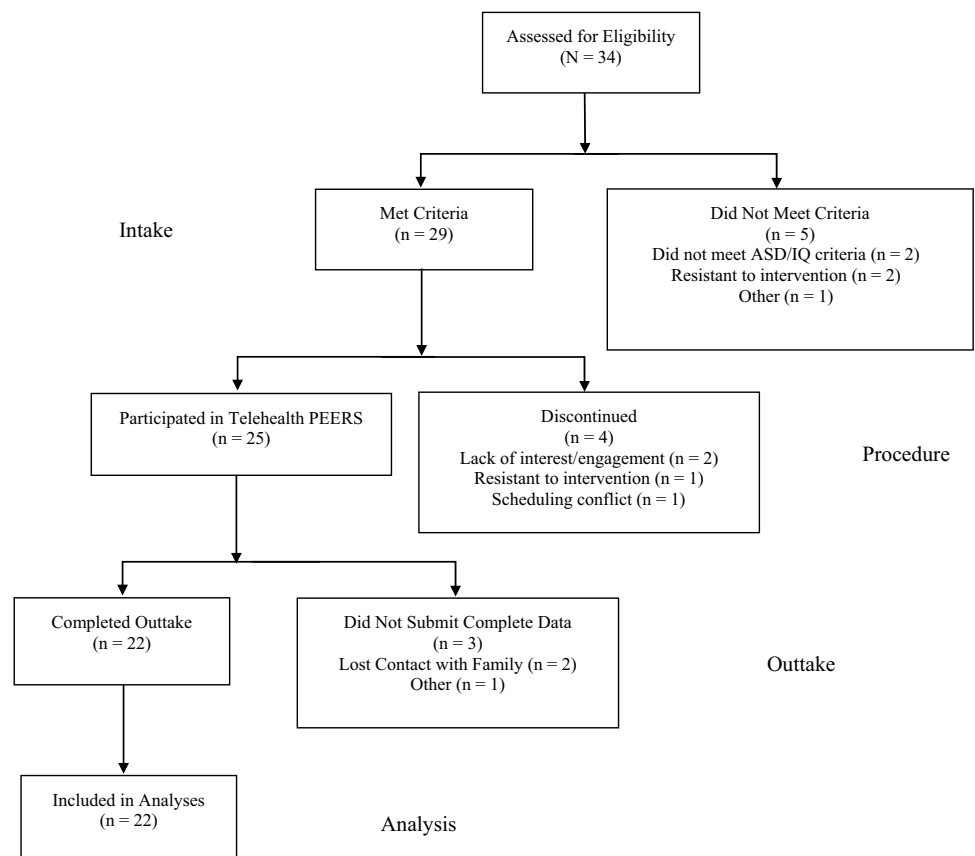 Assessed for Eligibility
(N = 34)
Intake
Met Criteria
(n = 29)
Did Not Meet Criteria
(n = 5)
Did not meet ASD/IQ criteria (n = 2)
Resistant to intervention (n = 2)
Other (n = 1)
Participated in Telehealth PEERS
(n = 25)
Discontinued
(n = 4)
Lack of interest/engagement (n = 2)
Resistant to intervention (n = 1)
Scheduling conflict (n = 1)
Procedure
Completed Outtake
(n = 22)
Did Not Submit Complete Data
(n = 3)
Lost Contact with Family (n = 2)
Other (n = 1)
Outtake
Included in Analyses
(n = 22)
Analysis